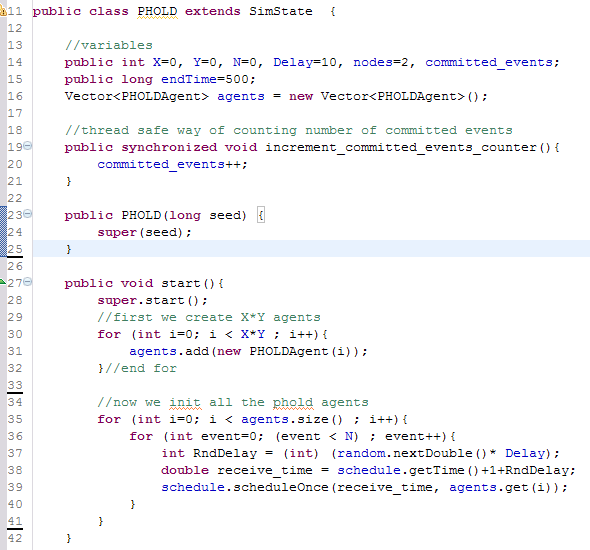 11 public class PHOLD extends SimState  {
12
13     //variables
14     public int X=0, Y=0, N=0, Delay=10, nodes=2, committed_events;
15     public long endTime=500;
16     Vector<PHOLDAgent> agents = new Vector<PHOLDAgent>();
17
18     //thread safe way of counting number of committed events
19     public synchronized void increment_committed_events_counter(){
20         committed_events++;
21     }
22
23     public PHOLD(long seed) {
24         super(seed);
25     }
26
27     public void start(){
28         super.start();
29         //first we create X*Y agents
30         for (int i=0; i < X*Y ; i++){
31             agents.add(new PHOLDAgent(i));
32         }//end for
33
34         //now we init all the phold agents
35         for (int i=0; i < agents.size() ; i++){
36             for (int event=0; (event < N) ; event++){
37                 int RndDelay = (int) (random.nextDouble()* Delay);
38                 double receive_time = schedule.getTime()+1+RndDelay;
39                 schedule.scheduleOnce(receive_time, agents.get(i));
40             }
41         }
42     }